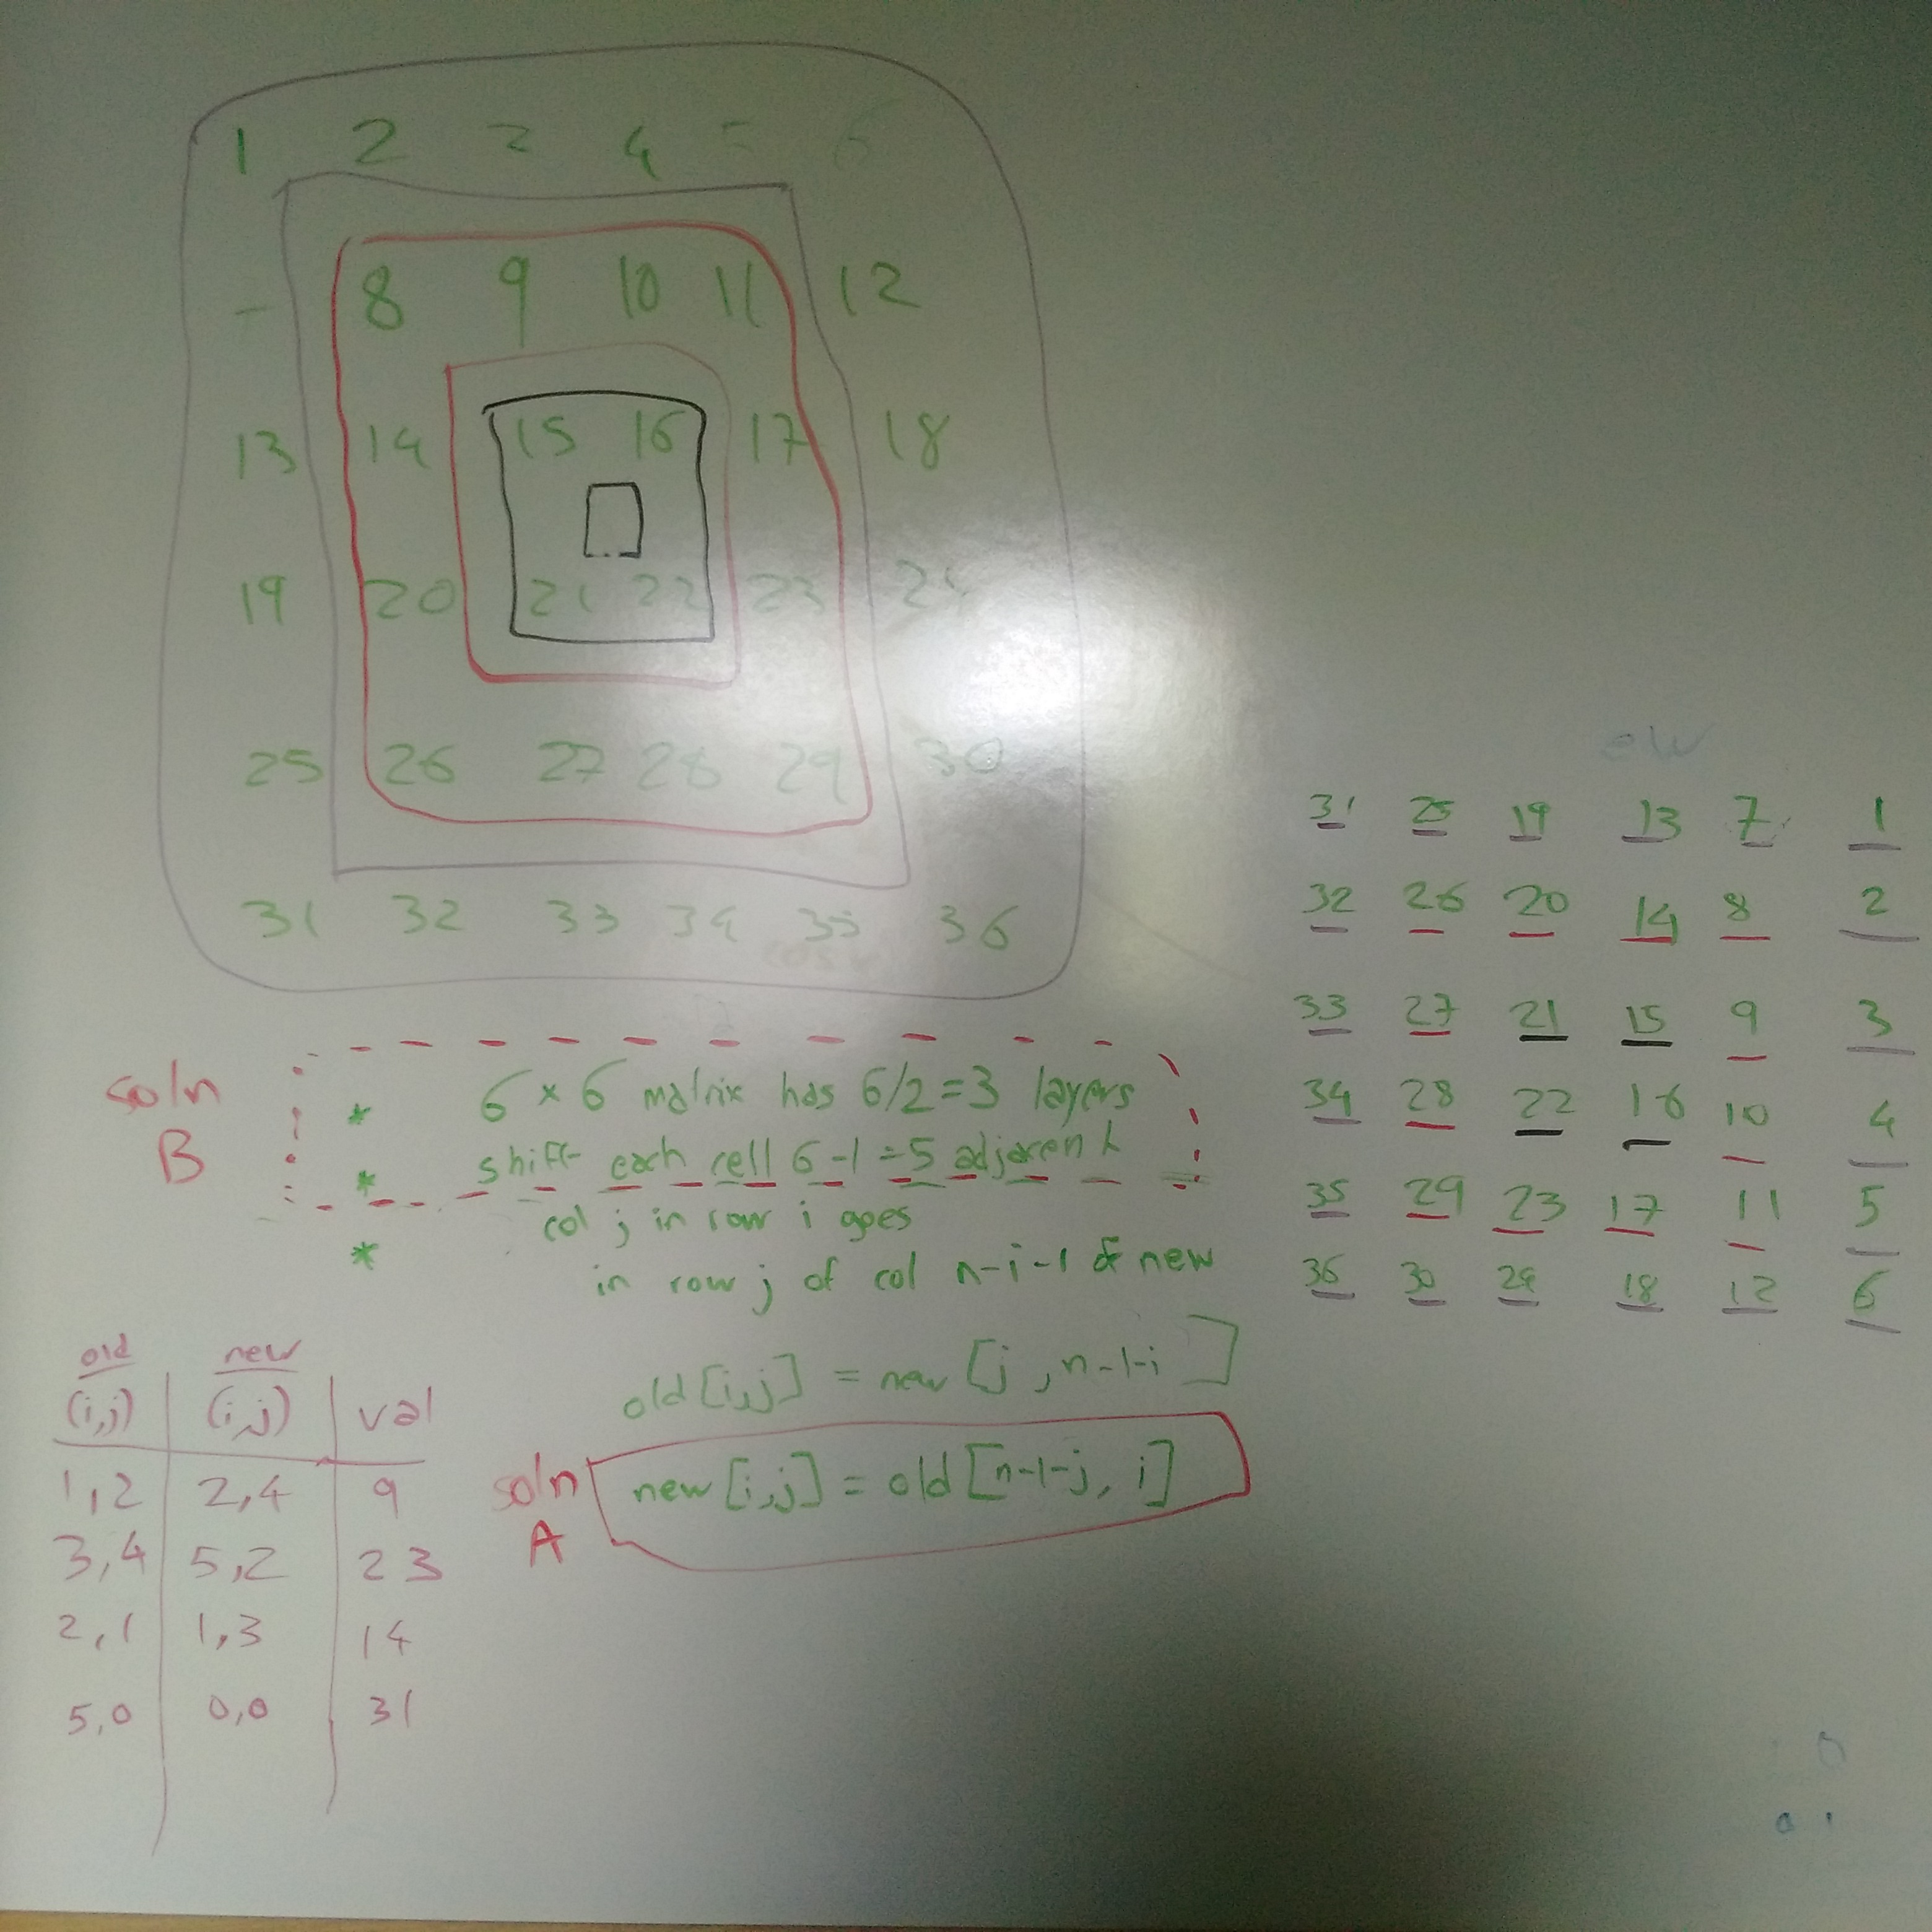 1 2 4
8 9 10 11 12
13 14 15 16 17 18
19 20 21 22 23
25 26 27 28 29 30
31 32 33 34 35 36
31 25 19 13 7 1
32 26 20 14 8 2
33 27 21 15 9 3
34 28 22 16 10 4
35 29 23 17 11 5
36 30 24 18 12 6
soln
B
* 6 × 6 matrix has 6/2=3 layers
* shift each cell 6-1=5 adjacent
* col j in row i goes
in row j of col n-i-1 of new
old[i,j] = new [j, n-1-i]
soln
A
new[i,j] = old[n-1-j, i]
old new
(i,j) (i,j) val
1,2 2,4 9
3,4 5,2 23
2,1 1,3 14
5,0 0,0 31